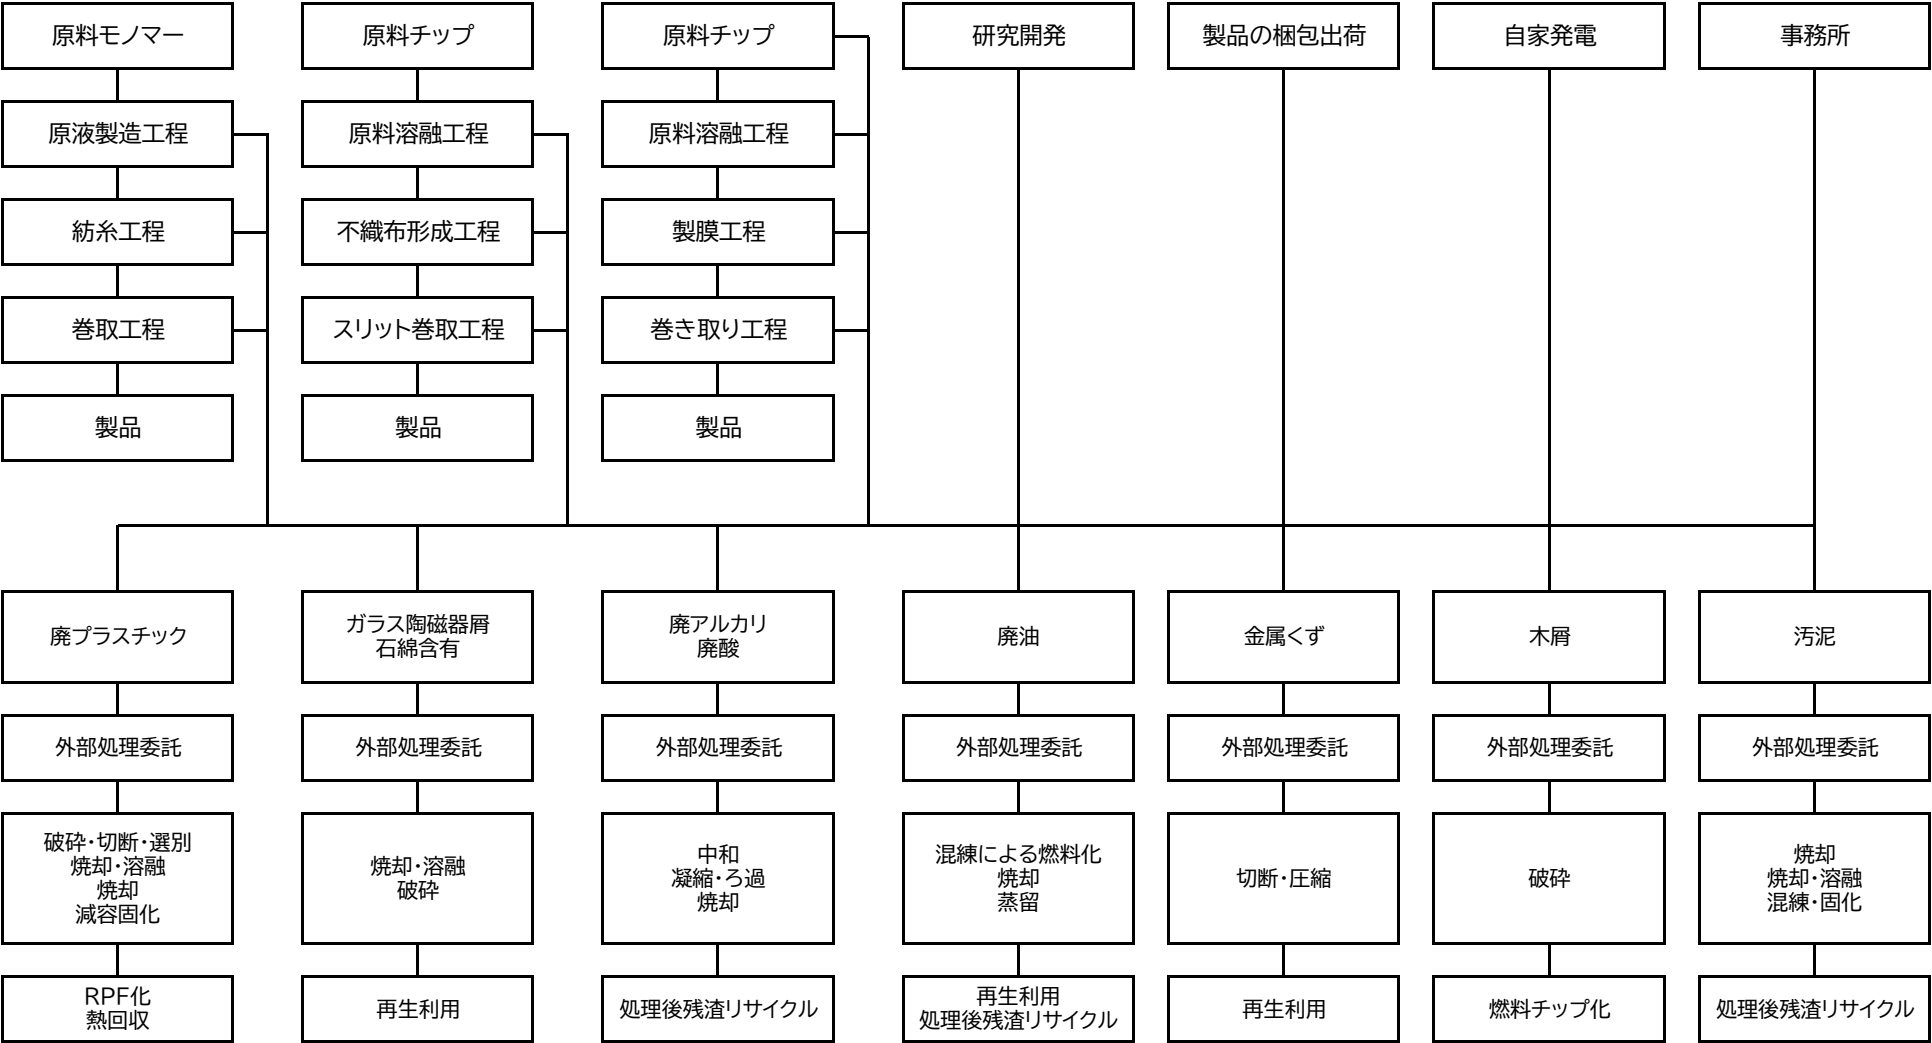 原料モノマー
原料チップ
原料チップ
研究開発
製品の梱包出荷
自家発電
事務所
原液製造工程
原料溶融工程
原料溶融工程
紡糸工程
不織布形成工程
製膜工程
巻取工程
スリット巻取工程
巻き取り工程
製品
製品
製品
廃プラスチック
ガラス陶磁器屑
石綿含有
廃アルカリ
廃酸
廃油
金属くず
木屑
汚泥
外部処理委託
外部処理委託
外部処理委託
外部処理委託
外部処理委託
外部処理委託
外部処理委託
破砕・切断・選別
焼却・溶融
焼却
減容固化
焼却・溶融
破砕
中和
凝縮・ろ過
焼却
混練による燃料化
焼却
蒸留
切断・圧縮
破砕
焼却
焼却・溶融
混練・固化
RPF化
熱回収
再生利用
処理後残渣リサイクル
再生利用
処理後残渣リサイクル
再生利用
燃料チップ化
処理後残渣リサイクル